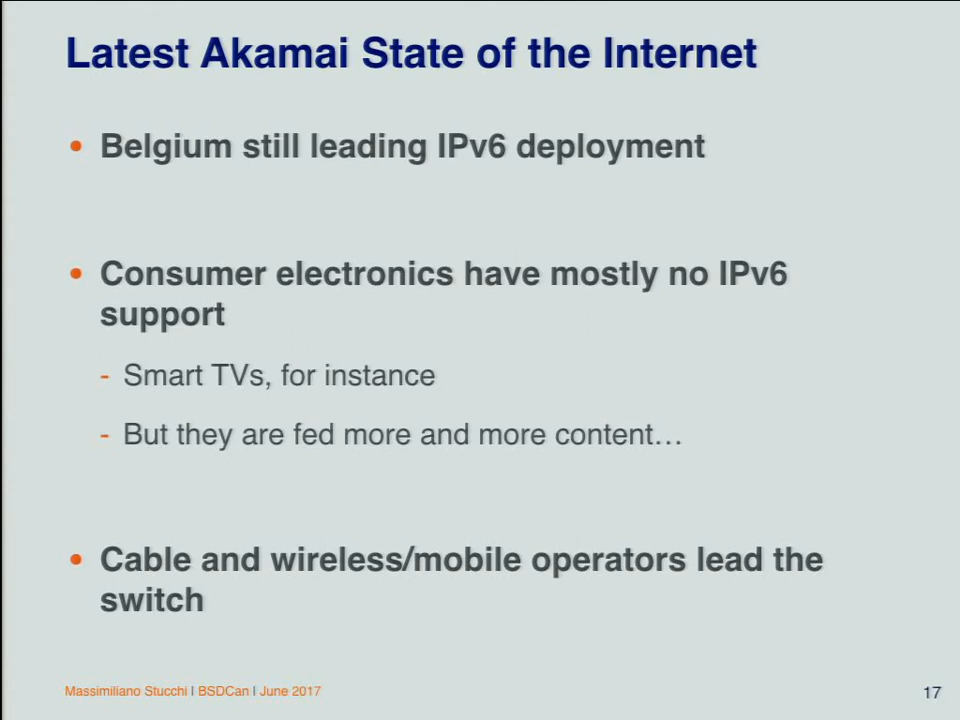 Latest Akamai State of the Internet
• Belgium still leading IPv6 deployment
• Consumer electronics have mostly no IPv6
support
- Smart TVs, for instance
- But they are fed more and more content…
• Cable and wireless/mobile operators lead the
switch
Massimiliano Stucchi | BSDCan | June 2017
17